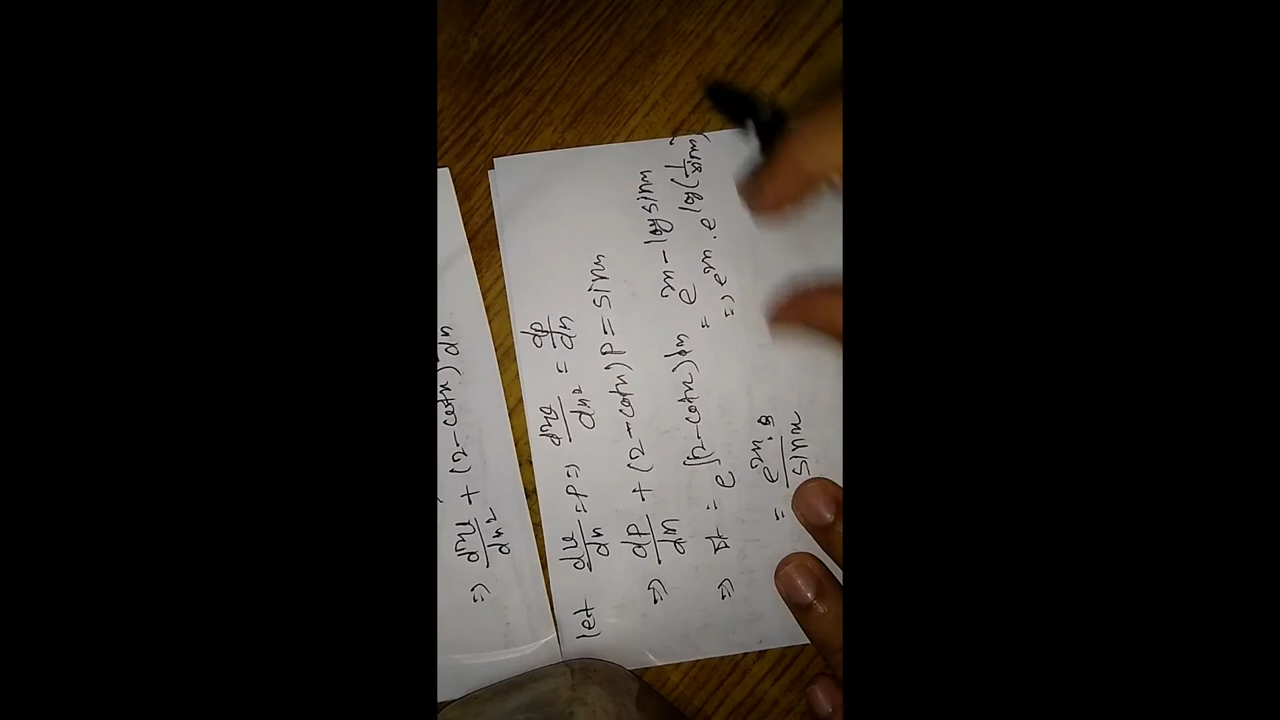 => d²u/dx² + (2-cotx) du/dx
let du/dx = P => d²u/dx² = dp/dx
=> dP/dx + (2-cotx) P = sinx
=> If = e^∫(2-cotx)dx = e^(2x - log sinx)
=> e^2x . e^log(1/sinx)
= e^2x/sinx